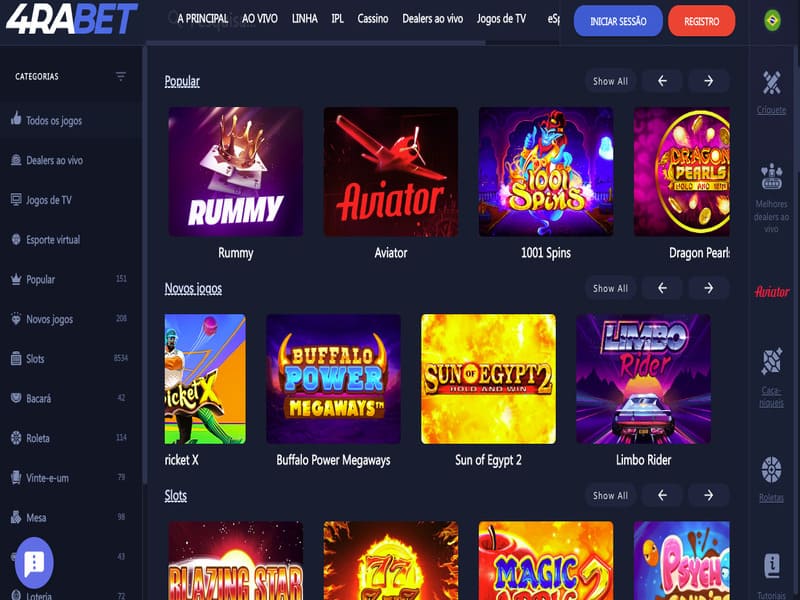 4RABET
A PRINCIPAL AO VIVO LINHA IPL Cassino Dealers ao vivo Jogos de TV eSp
INICIAR SESSÃO
REGISTRO
CATEGORIAS
Todos os jogos
Dealers ao vivo
Jogos de TV
Esporte virtual
Popular 151
Novos jogos 208
Slots 8534
Bacará 42
Roleta 114
Vinte-e-um 79
Mesa 98
43
Loteria 72
Popular
Show All
RUMMY
Aviator
1001 Spins
DRAGON PEARLS
HOLD AND WIN
Rummy
Aviator
1001 Spins
Dragon Pearls
Novos jogos
Show All
ricket X
BUFFALO POWER MEGAWAYS™
SUN OF EGYPT 2
HOLD AND WIN
LIMBO Rider
ricket X
Buffalo Power Megaways
Sun of Egypt 2
Limbo Rider
Slots
Show All
BLAZING STAR
77
MAGIC
2
PSYCHO
Críquete
Melhores
dealers ao
vivo
Aviator
Caça-
níqueis
Roletas
Tutoriais